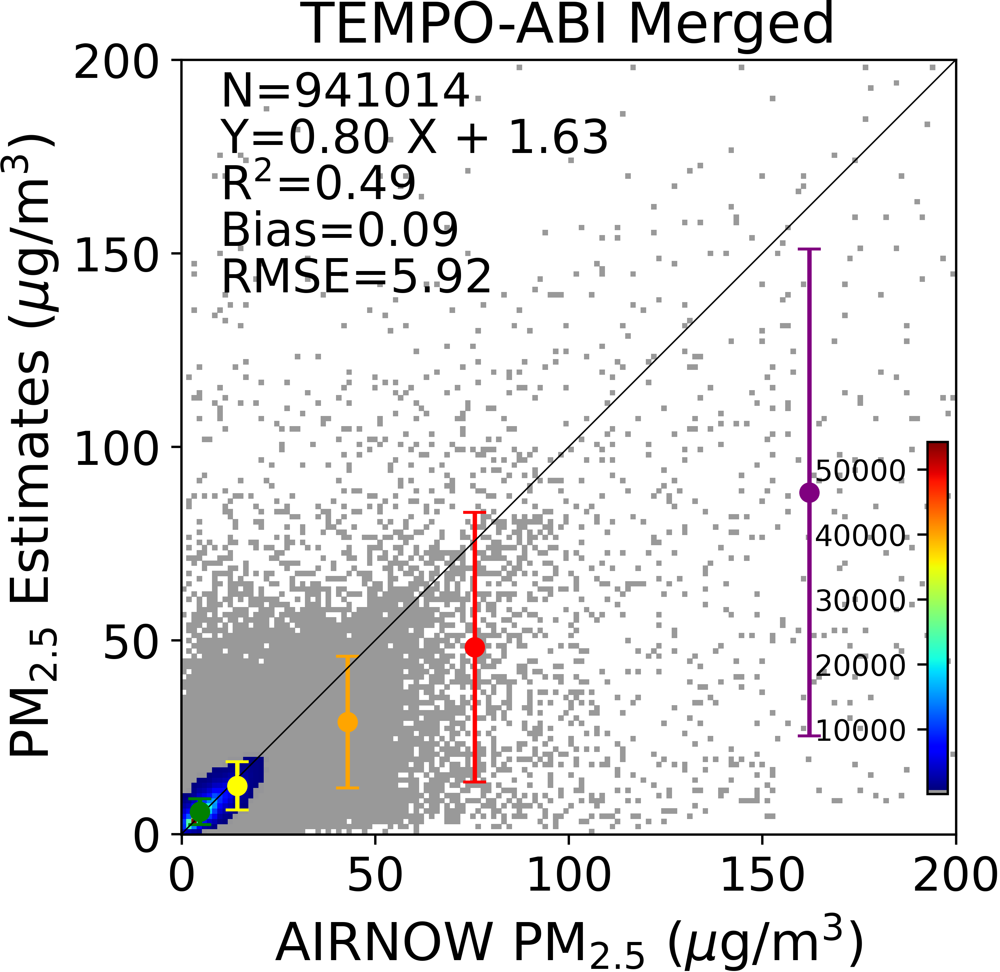 TEMPO-ABI Merged
N=941014
Y=0.80 X + 1.63
R²=0.49
Bias=0.09
RMSE=5.92
PM₂.₅ Estimates (μg/m³)
200
150
100
50
0
50000
40000
30000
20000
10000
0 50 100 150 200
AIRNOW PM₂.₅ (μg/m³)